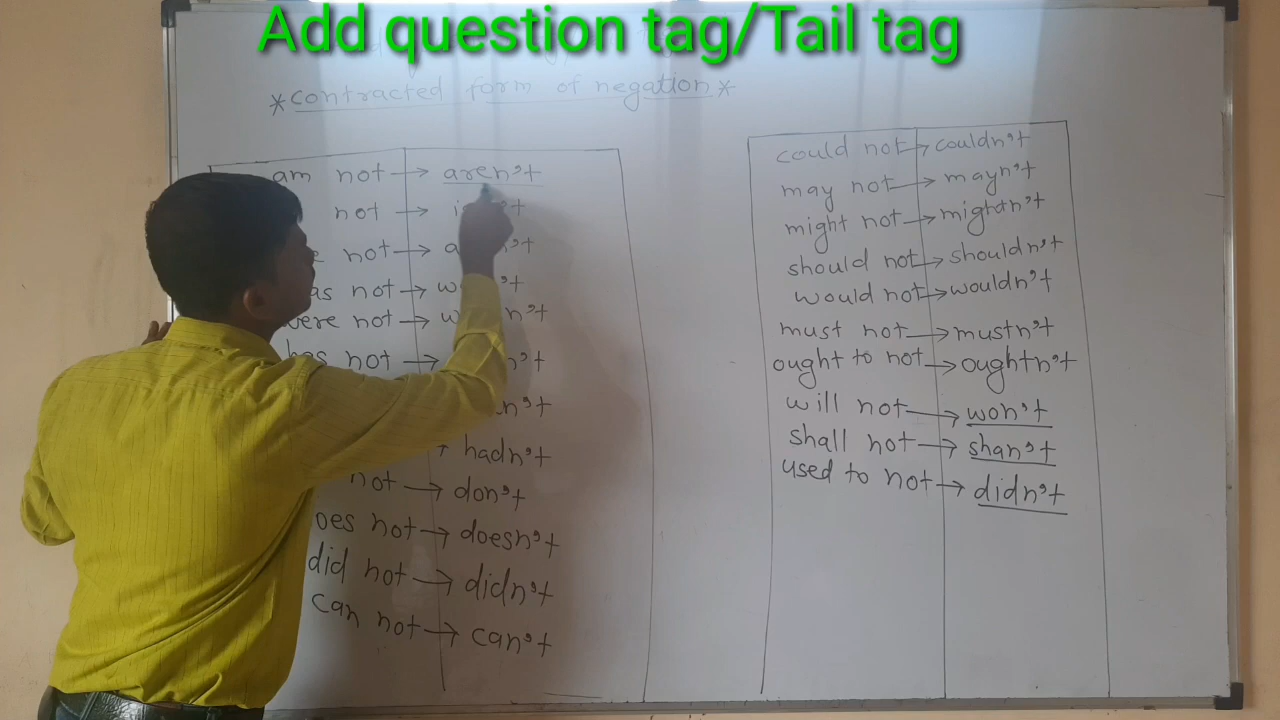 Add question tag/Tail tag
*contracted form of negation*
am not → aren't
not →
not →
not →
were not →
has not →
hadn't
not → don't
oes not → doesn't
did not → didn't
can not → can't
could not → couldn't
may not → mayn't
might not → mightn't
should not → shouldn't
would not → wouldn't
must not → mustn't
ought to not → oughtn't
will not → won't
shall not → shan't
used to not → didn't